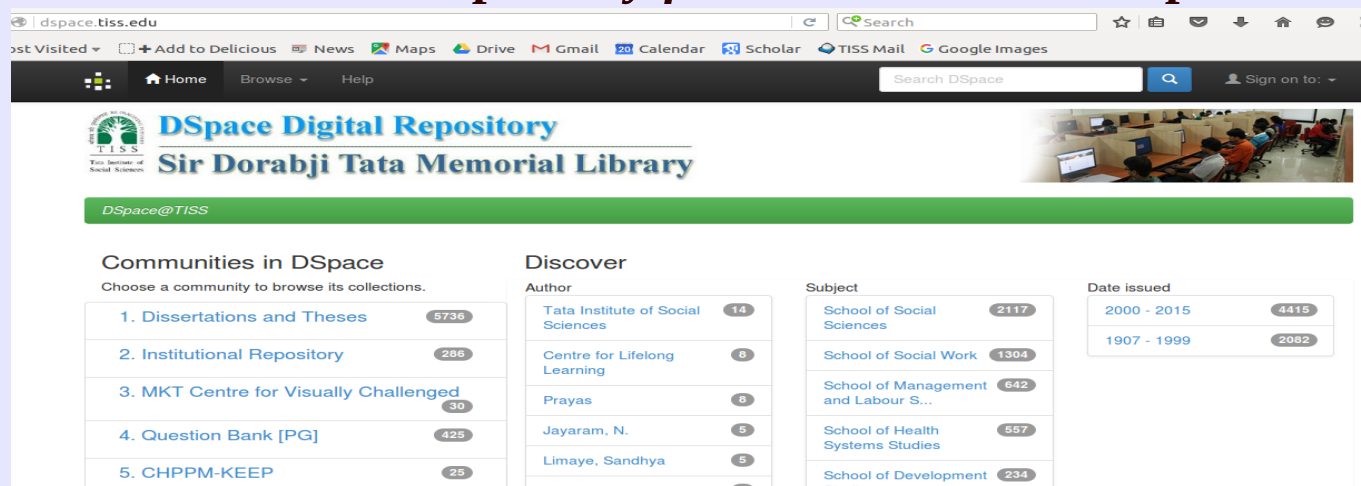 dspace.tiss.edu
Search
ost Visited
Add to Delicious
News
Maps
Drive
Gmail
20
Calendar
Scholar
TISS Mail
Google Images
Home
Browse
Help
Search DSpace
Sign on to:
TISS
Tata Institute of
Social Sciences
DSpace Digital Repository
Sir Dorabji Tata Memorial Library
DSpace@TISS
Communities in DSpace
Choose a community to browse its collections.
1. Dissertations and Theses 5736
2. Institutional Repository 286
3. MKT Centre for Visually Challenged
30
4. Question Bank [PG] 425
5. CHPPM-KEEP 25
Discover
Author
Tata Institute of Social 14
Sciences
Centre for Lifelong 8
Learning
Prayas 8
Jayaram, N. 5
Limaye, Sandhya 5
Subject
School of Social 2117
Sciences
School of Social Work 1304
School of Management 642
and Labour S...
School of Health 557
Systems Studies
School of Development 234
Date issued
2000 - 2015 4415
1907 - 1999 2082